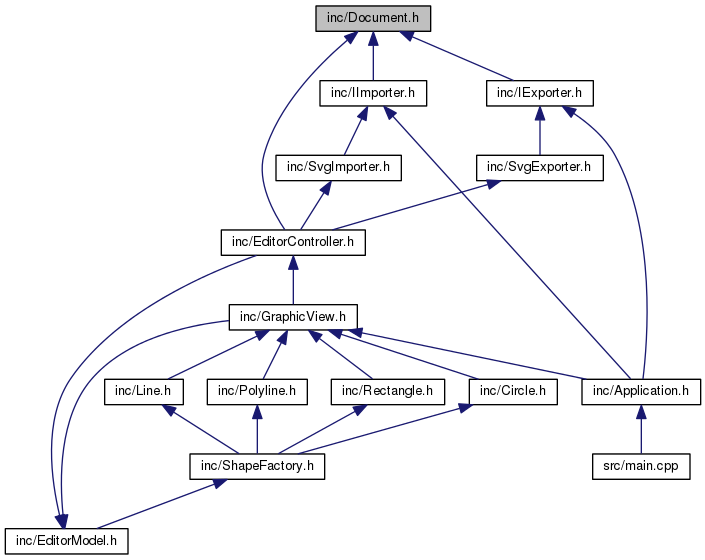 inc/Document.h
inc/IImporter.h
inc/IExporter.h
inc/SvgImporter.h
inc/SvgExporter.h
inc/EditorController.h
inc/GraphicView.h
inc/Line.h
inc/Polyline.h
inc/Rectangle.h
inc/Circle.h
inc/Application.h
inc/ShapeFactory.h
src/main.cpp
inc/EditorModel.h